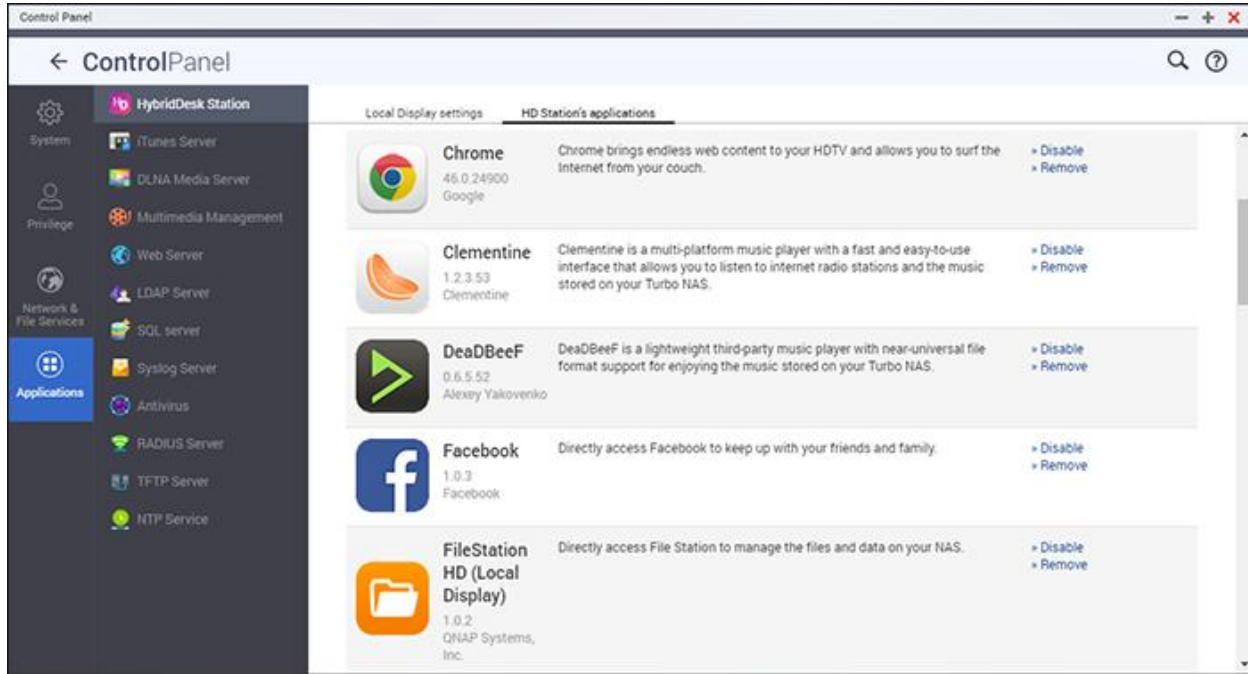 Control Panel
ControlPanel
System
Privilege
Network &
File Services
Applications
HybridDesk Station
iTunes Server
DLNA Media Server
Multimedia Management
Web Server
LDAP Server
SQL server
Syslog Server
Antivirus
RADIUS Server
TFTP Server
NTP Service
Local Display settings
HD Station's applications
Chrome
46.0.24900
Google
Chrome brings endless web content to your HDTV and allows you to surf the
Internet from your couch.
» Disable
» Remove
Clementine
1.2.3.53
Clementine
Clementine is a multi-platform music player with a fast and easy-to-use
interface that allows you to listen to internet radio stations and the music
stored on your Turbo NAS.
» Disable
» Remove
DeaDBeeF
0.6.5.52
Alexey Yakovenko
DeaDBeeF is a lightweight third-party music player with near-universal file
format support for enjoying the music stored on your Turbo NAS.
» Disable
» Remove
Facebook
1.0.3
Facebook
Directly access Facebook to keep up with your friends and family.
» Disable
» Remove
FileStation
HD (Local
Display)
1.0.2
QNAP Systems,
Inc.
Directly access File Station to manage the files and data on your NAS.
» Disable
» Remove